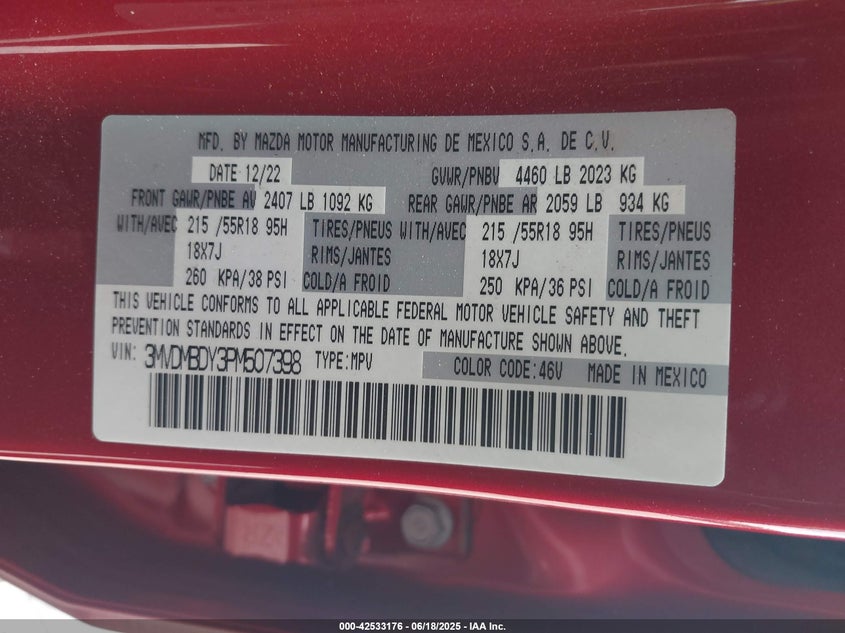 MFD. BY MAZDA MOTOR MANUFACTURING DE MEXICO S.A. DE C.V.
DATE 12/22 GVWR/PNBV 4460 LB 2023 KG
FRONT GAWR/PNBE AV 2407 LB 1092 KG REAR GAWR/PNBE AR 2059 LB 934 KG
WITH/AVEC 215 /55R18 95H TIRES/PNEUS WITH/AVEC 215 /55R18 95H TIRES/PNEUS
18X7J RIMS/JANTES 18X7J RIMS/JANTES
260 KPA/38 PSI COLD/A FROID 250 KPA/36 PSI COLD/A FROID
THIS VEHICLE CONFORMS TO ALL APPLICABLE FEDERAL MOTOR VEHICLE SAFETY AND THEFT
PREVENTION STANDARDS IN EFFECT ON THE DATE OF MANUFACTURE SHOWN ABOVE.
VIN: 3MVDMBDY3PM507398 TYPE:MPV COLOR CODE:46V MADE IN MEXICO
000-42533176 - 06/18/2025 - IAA Inc.